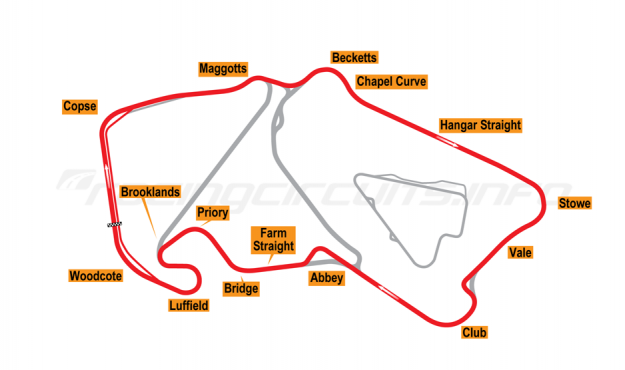 Becketts
Maggotts
Chapel Curve
Copse
Hangar Straight
RACINGCIRCUITS.INFO
Brooklands
Priory
Stowe
Farm
Straight
Vale
Woodcote
Abbey
Bridge
Luffield
Club